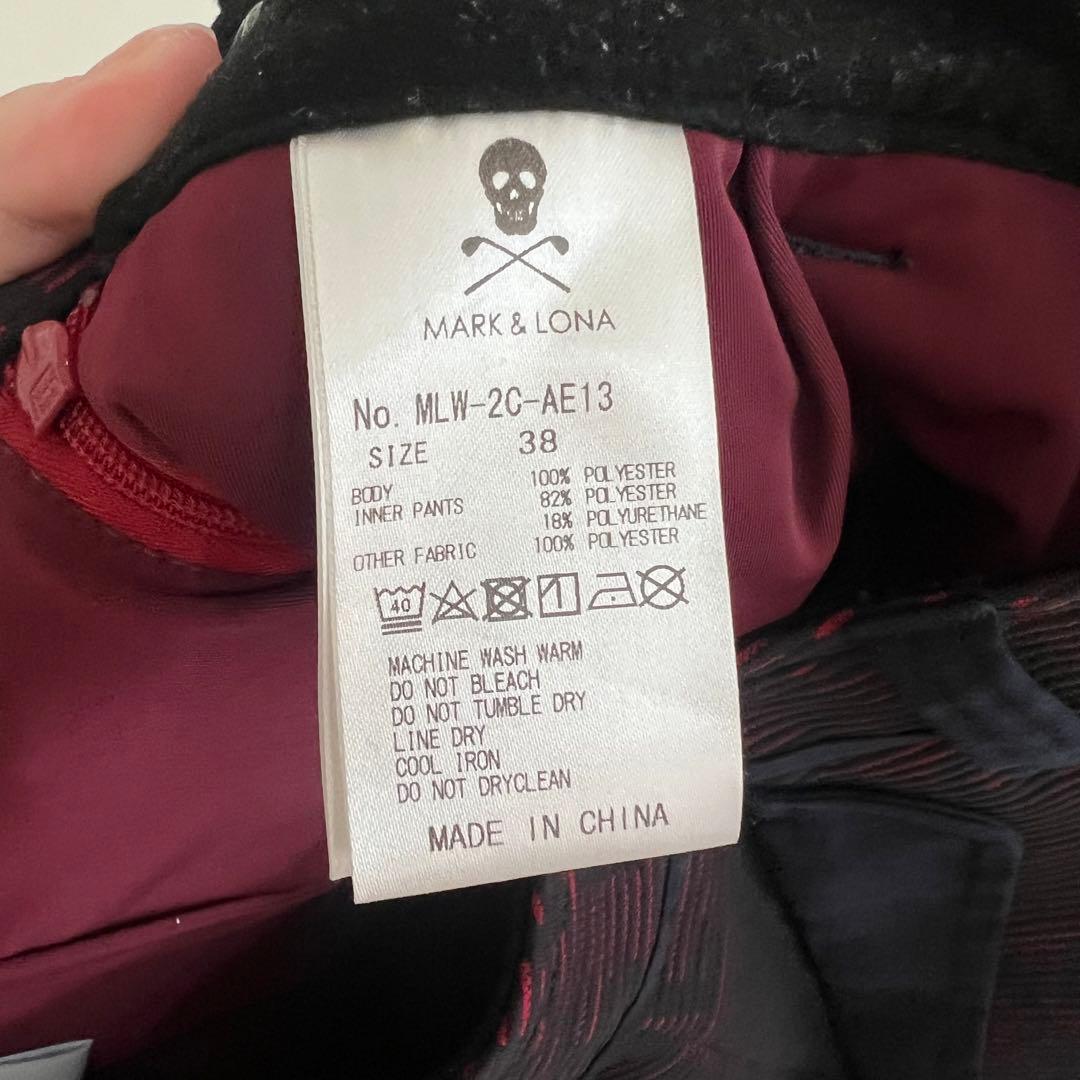 MARK & LONA
No. MLW-2C-AE13
SIZE 38
BODY 100% POLYESTER
INNER PANTS 82% POLYESTER
18% POLYURETHANE
OTHER FABRIC 100% POLYESTER
40
MACHINE WASH WARM
DO NOT BLEACH
DO NOT TUMBLE DRY
LINE DRY
COOL IRON
DO NOT DRYCLEAN
MADE IN CHINA